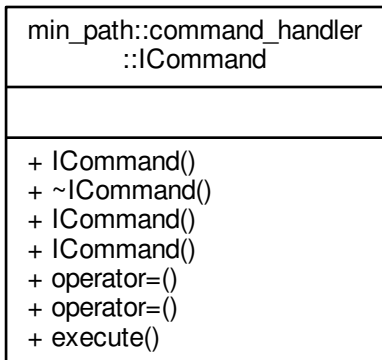 min_path::command_handler
::ICommand
+ ICommand()
+ ~ICommand()
+ ICommand()
+ ICommand()
+ operator=()
+ operator=()
+ execute()